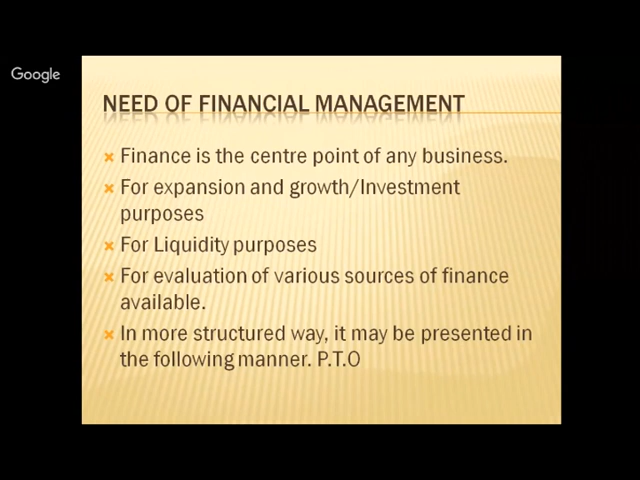 Google
NEED OF FINANCIAL MANAGEMENT
Finance is the centre point of any business.
For expansion and growth/Investment
purposes
For Liquidity purposes
For evaluation of various sources of finance
available.
In more structured way, it may be presented in
the following manner. P.T.O